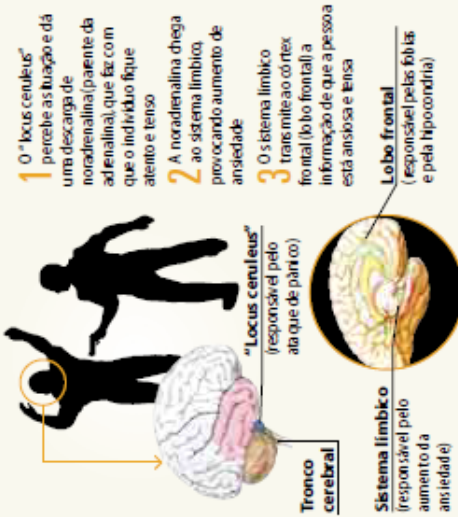 1 O "locus ceruleus"
percebe a situação e dá
uma descarga de
noradrenalina (parente da
adrenalina), que faz com
que o indivíduo fique
atento e tenso
2 A noradrenalina chega
ao sistema límbico,
provocando aumento de
ansiedade
3 O sistema límbico
transmite ao córtex
frontal (lobo frontal) a
informação de que a pessoa
está ansiosa e tensa
"Locus ceruleus"
(responsável pelo
ataque de pânico)
Tronco
cerebral
Lobo frontal
(responsável pelas fobias
e pela hipocondria)
Sistema límbico
(responsável pelo
aumento da
ansiedade)